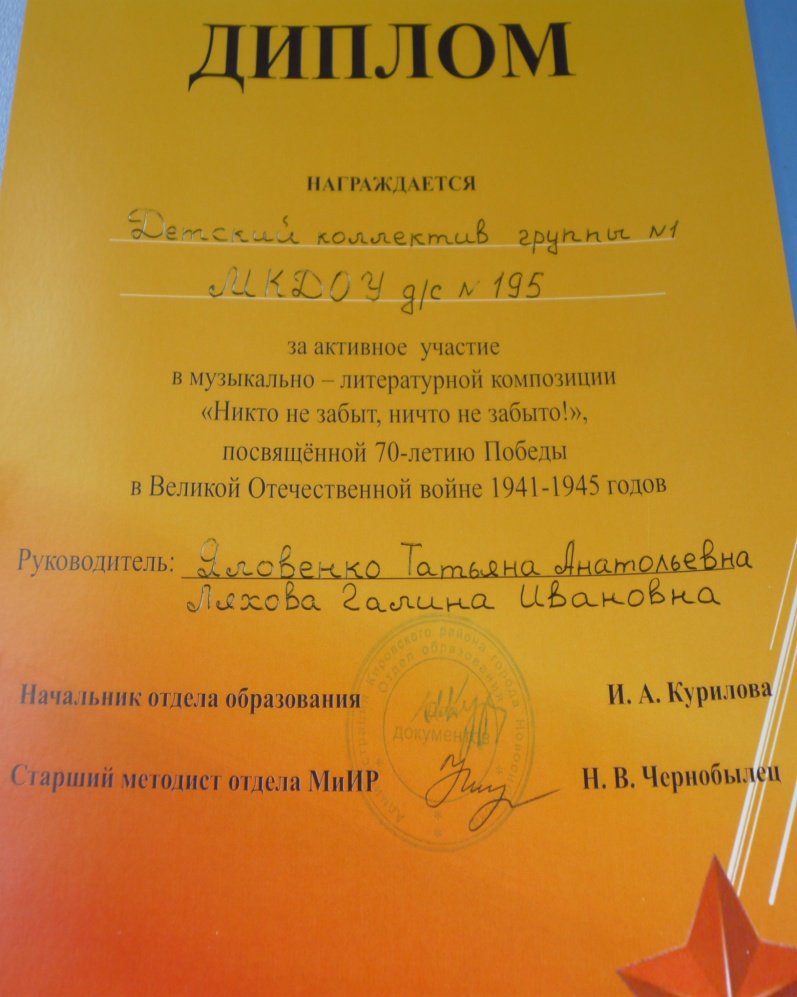 ДИПЛОМ
НАГРАЖДАЕТСЯ
Детский коллектив группы №1
МКДОУ д/с № 195
за активное участие
в музыкально – литературной композиции
«Никто не забыт, ничто не забыто!»,
посвящённой 70-летию Победы
в Великой Отечественной войне 1941-1945 годов
Руководитель: Яловенко Татьяна Анатольевна
Ляхова Галина Ивановна
Кировского района города
Отдел образования
Начальник отдела образования И. А. Курилова
документов
Старший методист отдела МиИР Н. В. Чернобылец